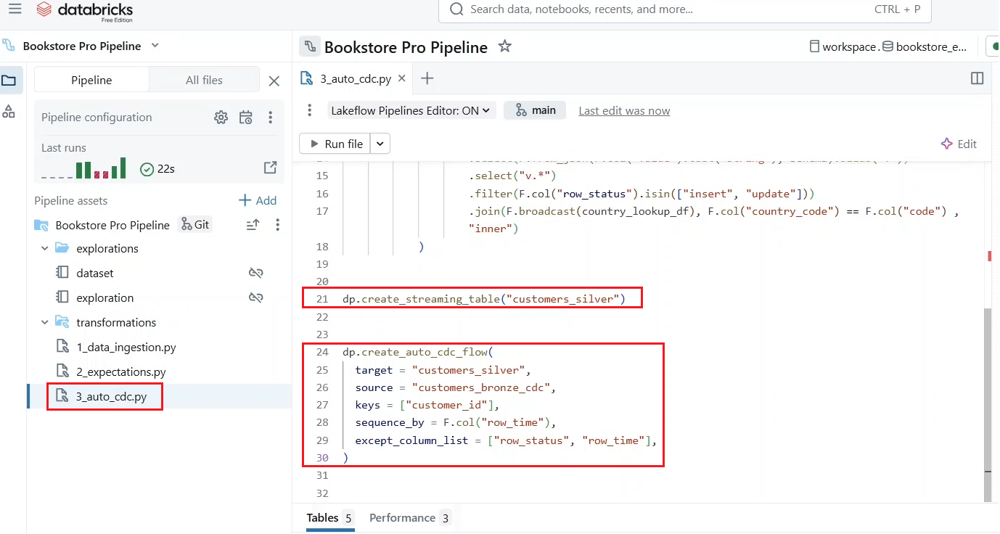 databricks
Free Edition
Search data, notebooks, recents, and more...
CTRL + P
Bookstore Pro Pipeline
Bookstore Pro Pipeline
workspace.
bookstore_e...
Pipeline
All files
3_auto_cdc.py
Pipeline configuration
Lakeflow Pipelines Editor: ON
main
Last edit was now
Last runs
22s
Run file
Edit
Pipeline assets
Add
Bookstore Pro Pipeline
Git
explorations
dataset
exploration
transformations
1_data_ingestion.py
2_expectations.py
3_auto_cdc.py
15 .select("v.*")
16 .filter(F.col("row_status").isin(["insert", "update"]))
17 .join(F.broadcast(country_lookup_df), F.col("country_code") == F.col("code") ,
"inner")
18 )
19
20
21 dp.create_streaming_table("customers_silver")
22
23
24 dp.create_auto_cdc_flow(
25 target = "customers_silver",
26 source = "customers_bronze_cdc",
27 keys = ["customer_id"],
28 sequence_by = F.col("row_time"),
29 except_column_list = ["row_status", "row_time"],
30 )
31
32
Tables 5
Performance 3